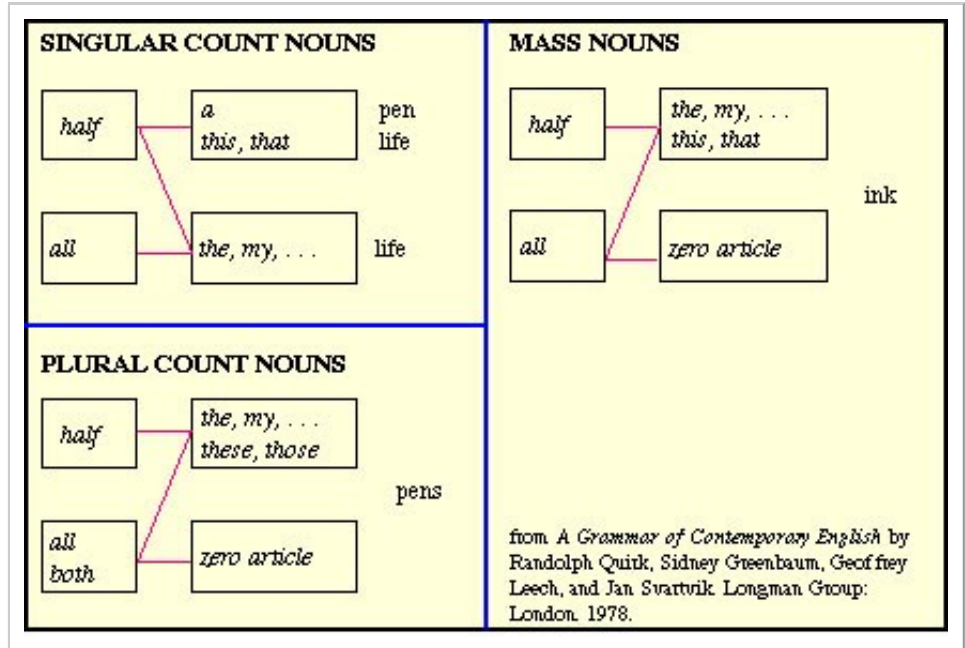 SINGULAR COUNT NOUNS
half
a
this, that
pen
life
all
the, my, . . .
life
PLURAL COUNT NOUNS
half
the, my, . . .
these, those
pens
all
both
zero article
MASS NOUNS
half
the, my, . . .
this, that
ink
all
zero article
from A Grammar of Contemporary English by
Randolph Quirk, Sidney Greenbaum, Geoffrey
Leech, and Jan Svartvik. Longman Group:
London. 1978.